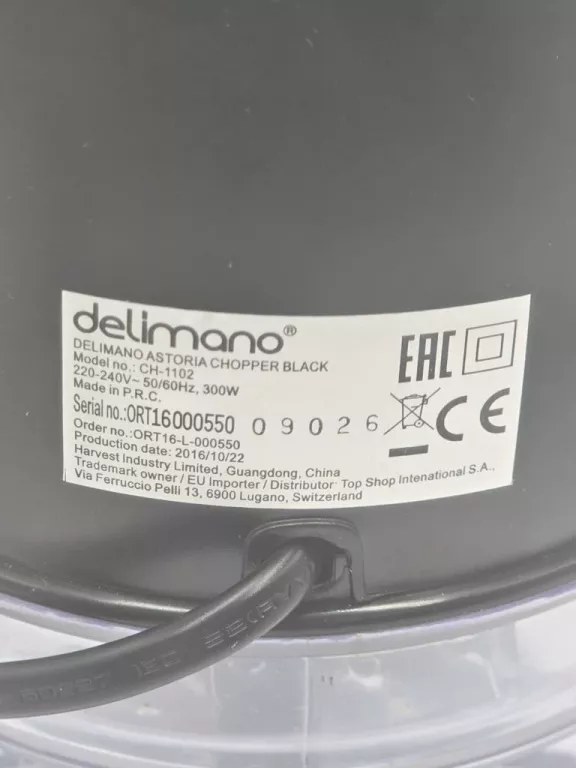 delimano®
DELIMANO ASTORIA CHOPPER BLACK
Model no.: CH-1102
220-240V~ 50/60Hz, 300W
Made in P.R.C.
Serial no.:ORT16000550 09026
Order no.: ORT16-L-000550
Production date: 2016/10/22
Harvest Industry Limited, Guangdong, China
Trademark owner / EU Importer / Distributor: Top Shop Intenational S.A.,
Via Ferruccio Pelli 13, 6900 Lugano, Switzerland
EAC
CE
60227 IEC